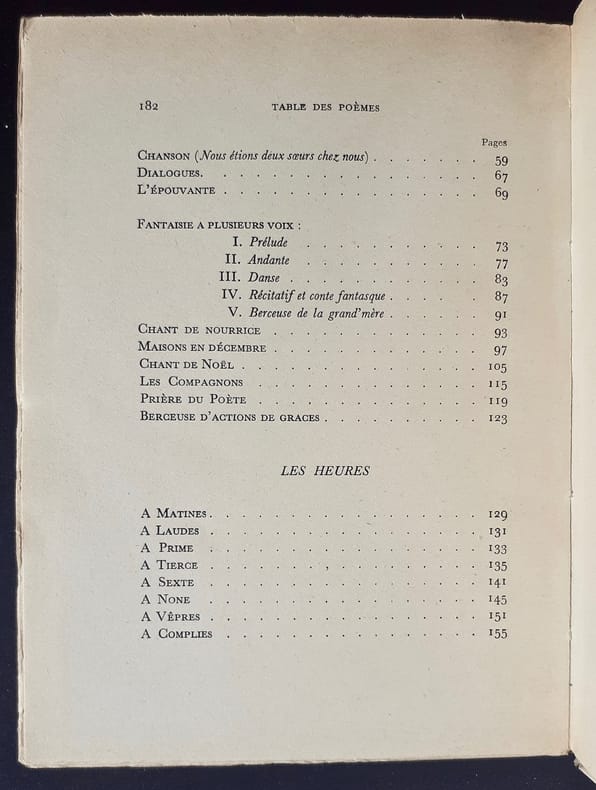 182 TABLE DES POÈMES
Pages
CHANSON (Nous étions deux sœurs chez nous) . . . . . . . 59
DIALOGUES. . . . . . . . . . . . . . . . . 67
L'ÉPOUVANTE . . . . . . . . . . . . . . . . 69
FANTAISIE A PLUSIEURS VOIX :
I. Prélude . . . . . . . . . . . 73
II. Andante . . . . . . . . . . . 77
III. Danse . . . . . . . . . . . . 83
IV. Récitatif et conte fantasque . . . . . 87
V. Berceuse de la grand'mère . . . . . . 91
CHANT DE NOURRICE . . . . . . . . . . . . . 93
MAISONS EN DÉCEMBRE . . . . . . . . . . . . . 97
CHANT DE NOËL . . . . . . . . . . . . . . . 105
LES COMPAGNONS . . . . . . . . . . . . . . 115
PRIÈRE DU POÈTE . . . . . . . . . . . . . . 119
BERCEUSE D'ACTIONS DE GRACES . . . . . . . . . . 123
LES HEURES
A MATINES . . . . . . . . . . . . . . . . . 129
A LAUDES . . . . . . . . . . . . . . . . . 131
A PRIME . . . . . . . . . . . . . . . . . 133
A TIERCE . . . . . . . . . . . . . . . . . 135
A SEXTE . . . . . . . . . . . . . . . . . 141
A NONE . . . . . . . . . . . . . . . . . 145
A VÊPRES . . . . . . . . . . . . . . . . . 151
A COMPLIES . . . . . . . . . . . . . . . . 155